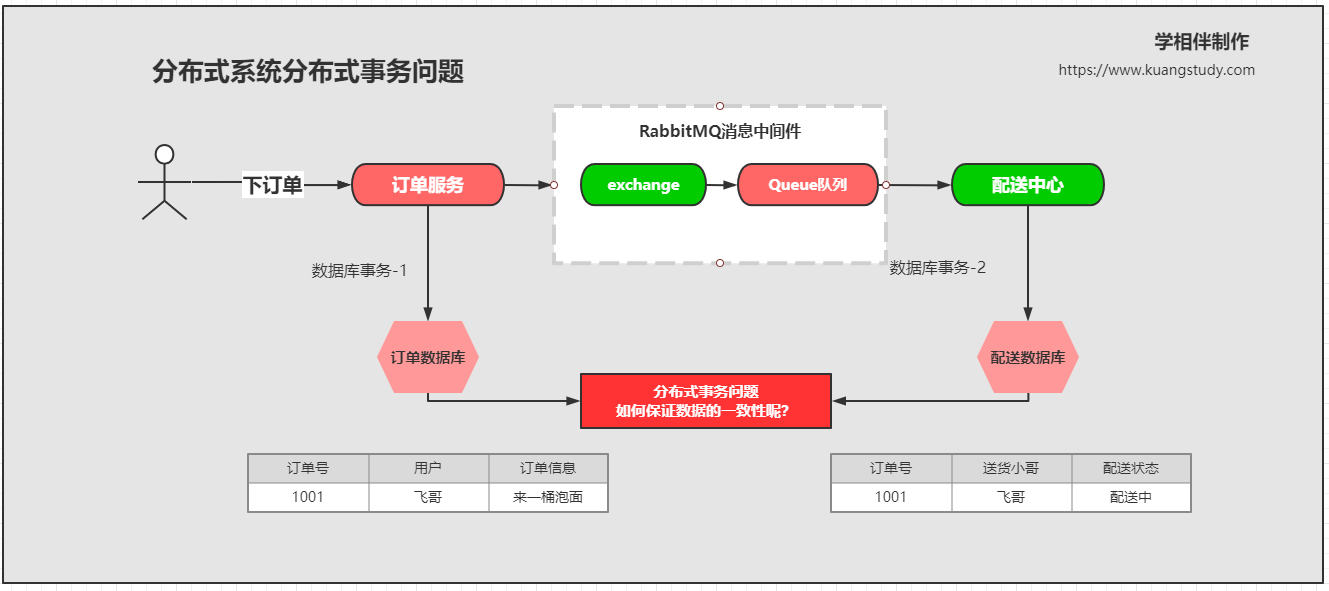 学相伴制作
https://www.kuangstudy.com
分布式系统分布式事务问题
RabbitMQ消息中间件
下订单
订单服务
exchange
Queue队列
配送中心
数据库事务-1
数据库事务-2
订单数据库
配送数据库
分布式事务问题
如何保证数据的一致性呢?
订单号 用户 订单信息
1001 飞哥 来一桶泡面
订单号 送货小哥 配送状态
1001 飞哥 配送中